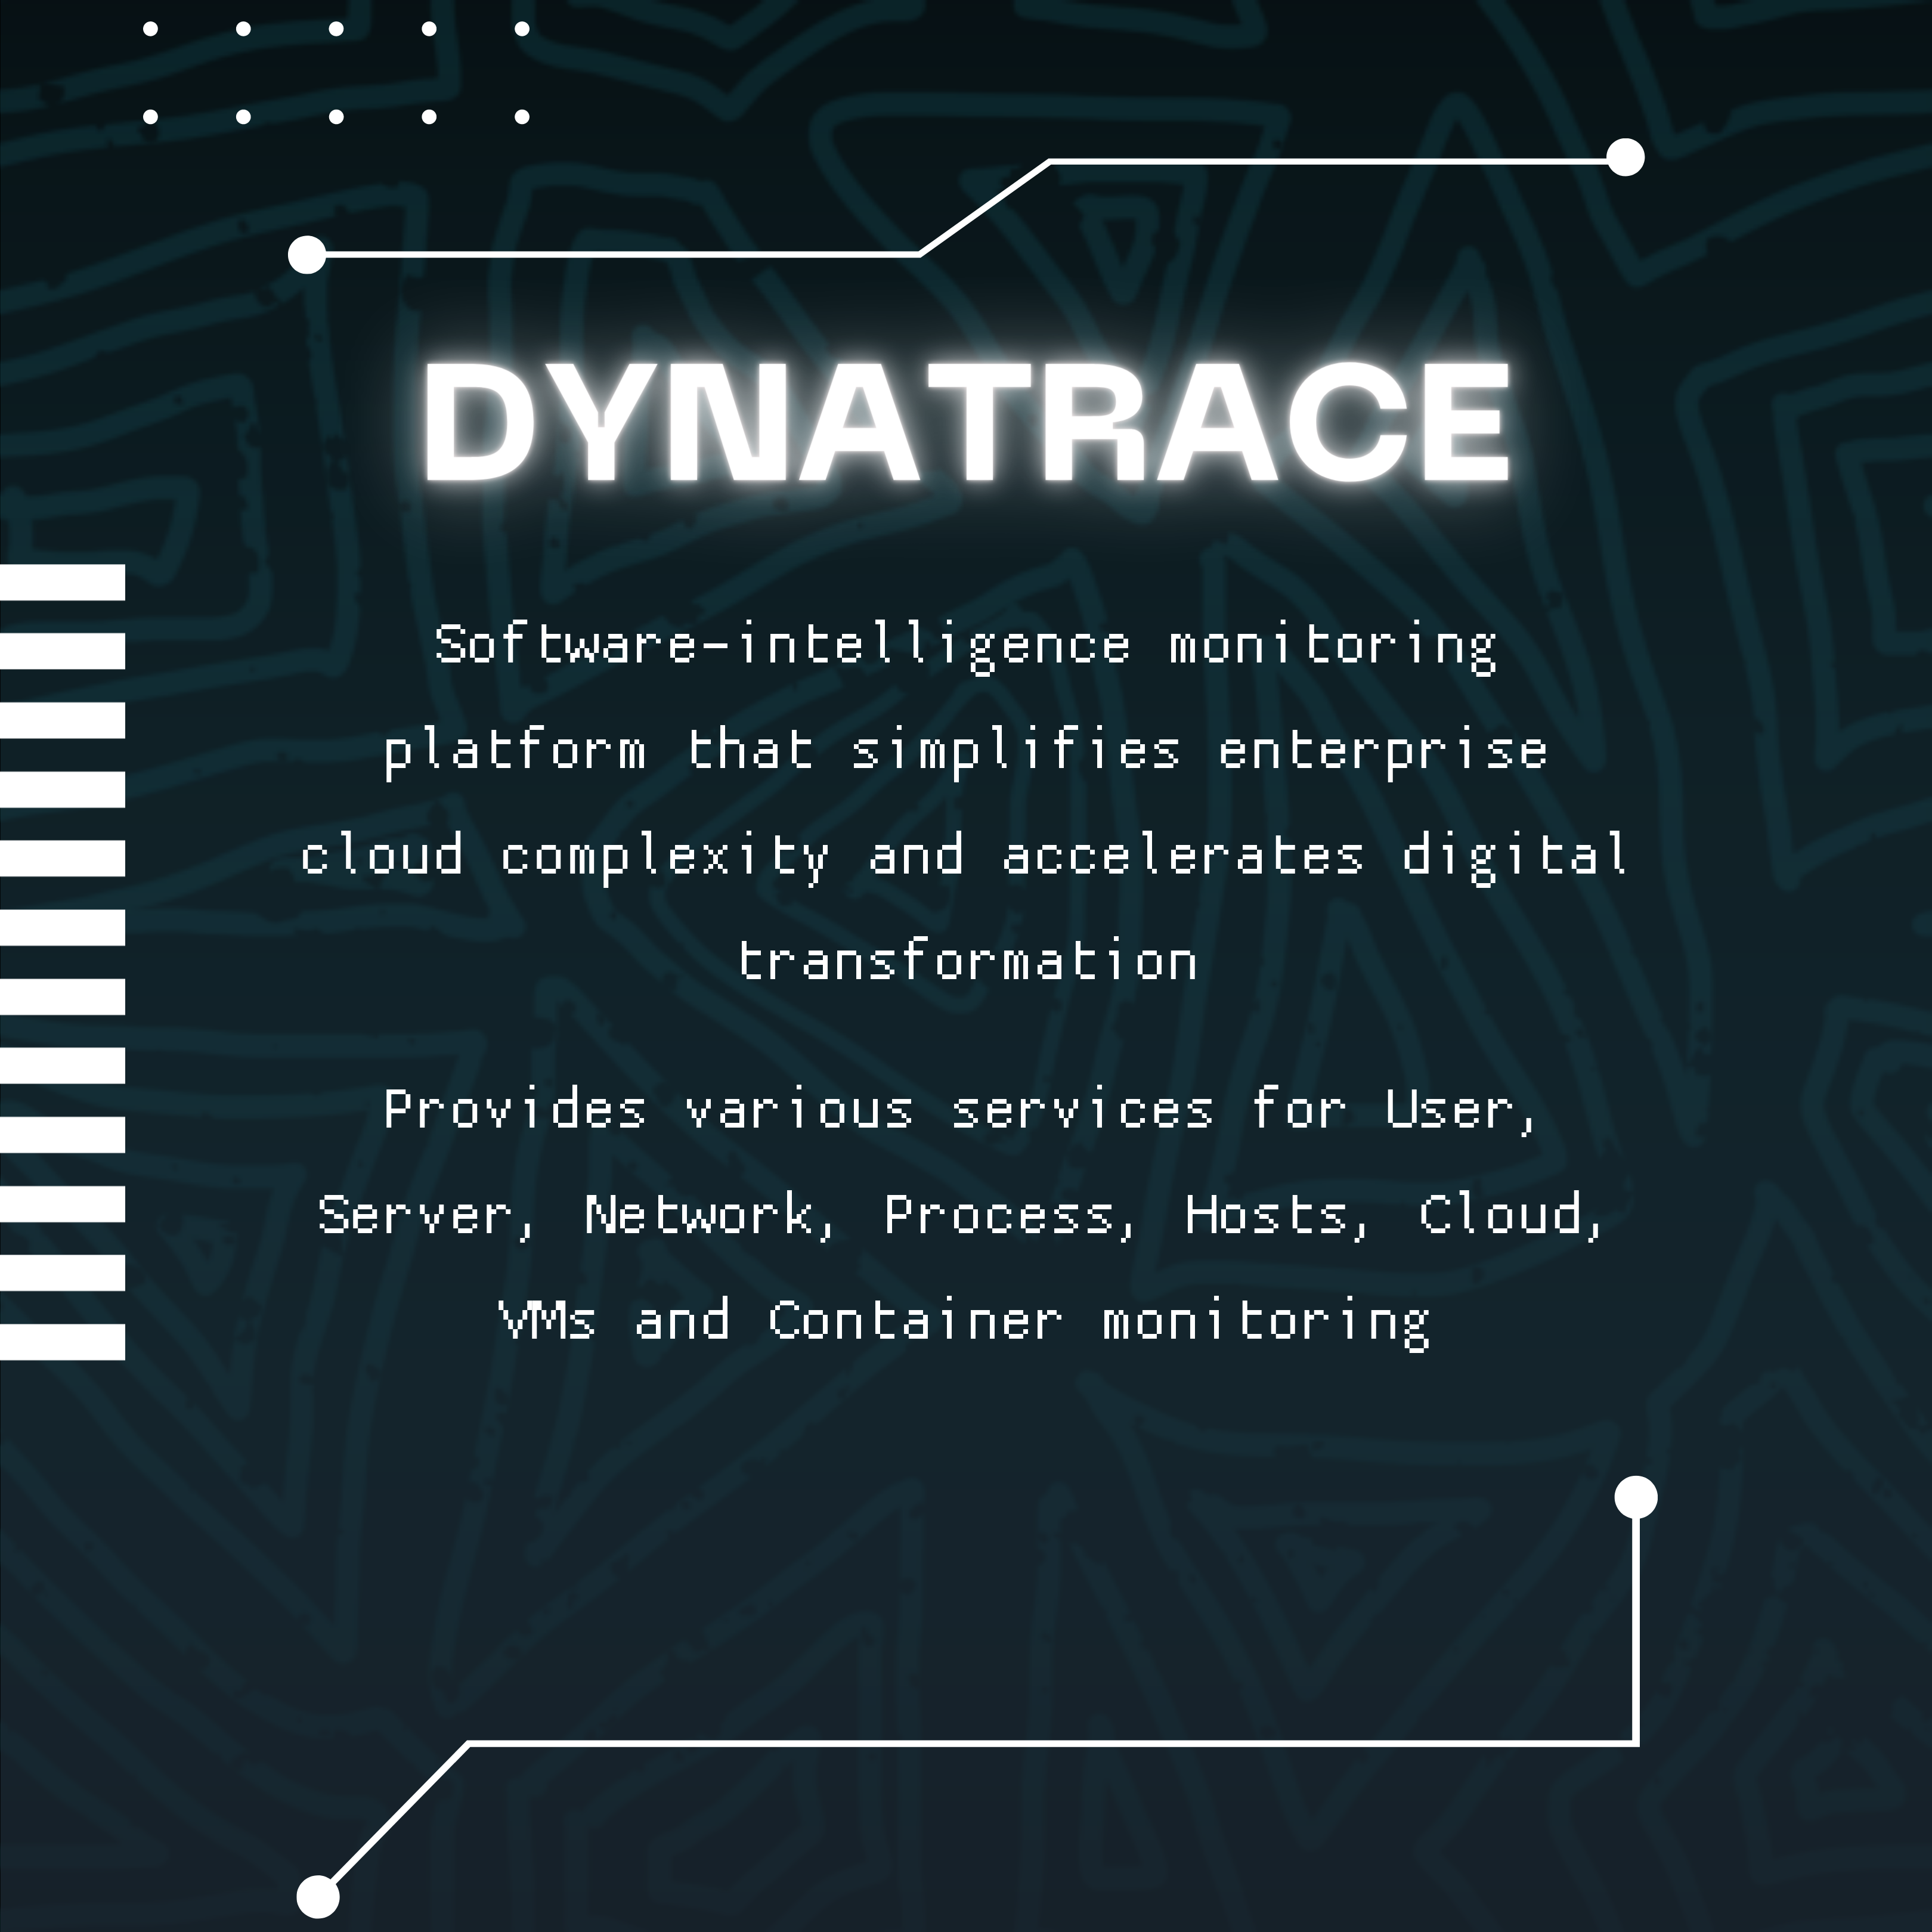 DYNATRACE
Software-intelligence monitoring
platform that simplifies enterprise
cloud complexity and accelerates digital
transformation
Provides various services for User,
Server, Network, Process, Hosts, Cloud,
VMs and Container monitoring